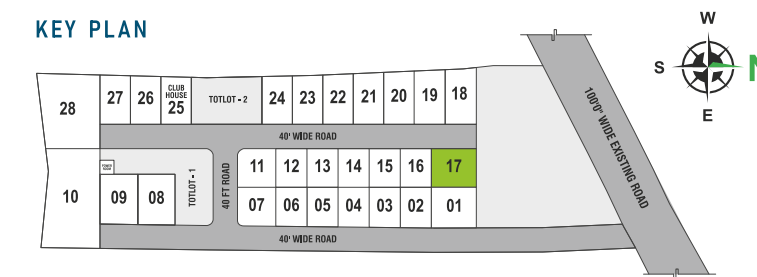 KEY PLAN
W
S
N
E
100'0" WIDE EXISTING ROAD
28
27
26
CLUB
HOUSE
25
TOTLOT - 2
24
23
22
21
20
19
18
40' WIDE ROAD
10
POWER
ROOM
09
08
TOTLOT - 1
40 FT ROAD
11
12
13
14
15
16
17
07
06
05
04
03
02
01
40' WIDE ROAD